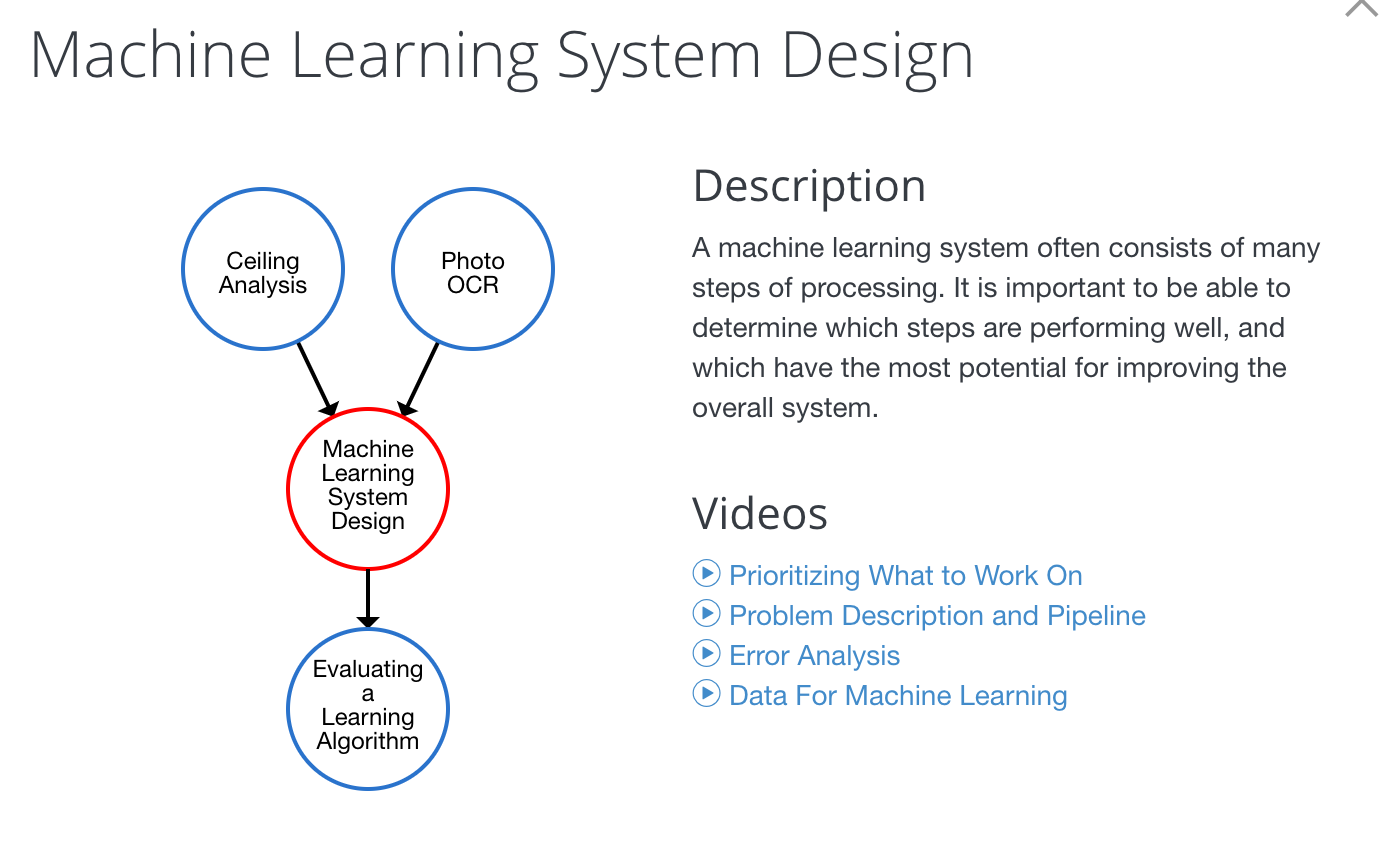 Machine Learning System Design
Ceiling
Analysis
Photo
OCR
Machine
Learning
System
Design
Evaluating
a
Learning
Algorithm
Description
A machine learning system often consists of many
steps of processing. It is important to be able to
determine which steps are performing well, and
which have the most potential for improving the
overall system.
Videos
Prioritizing What to Work On
Problem Description and Pipeline
Error Analysis
Data For Machine Learning